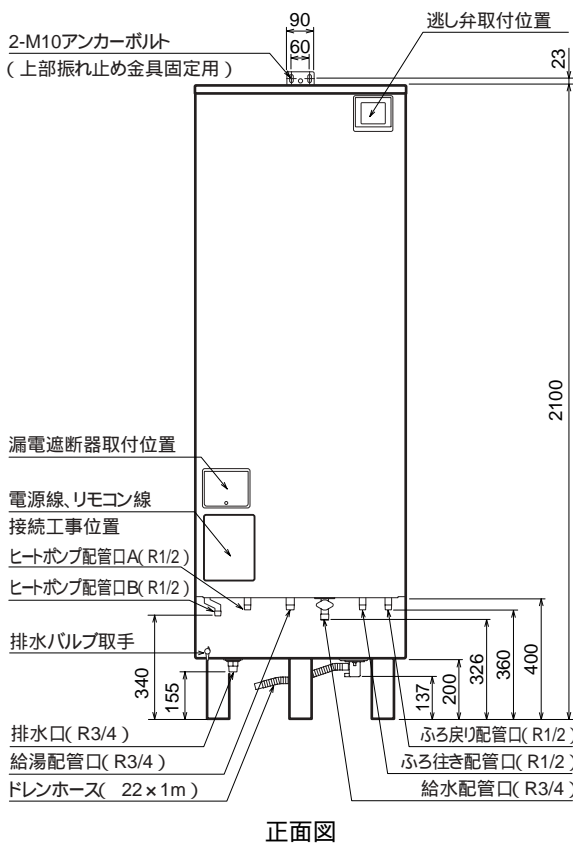 90
60
2-M10アンカーボルト
(上部振れ止め金具固定用)
逃し弁取付位置
23
2100
漏電遮断器取付位置
電源線、リモコン線
接続工事位置
ヒートポンプ配管口A(R1/2)
ヒートポンプ配管口B(R1/2)
排水バルブ取手
340
155
137
200
326
360
400
排水口(R3/4)
給湯配管口(R3/4)
ドレンホース( 22×1m)
ふろ戻り配管口(R1/2)
ふろ往き配管口(R1/2)
給水配管口(R3/4)
正面図